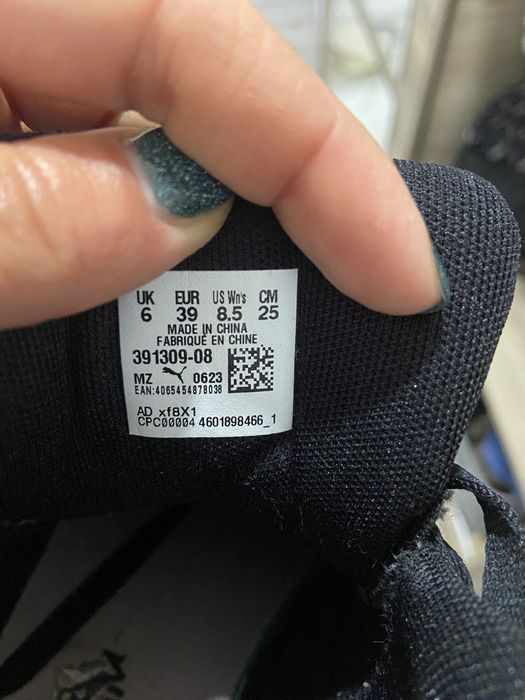 UK EUR US Wn's CM
6 39 8.5 25
MADE IN CHINA
FABRIQUÉ EN CHINE
391309-08
MZ 0623
EAN:4065454878038
AD xf8X1
CPC00004 4601898466_1